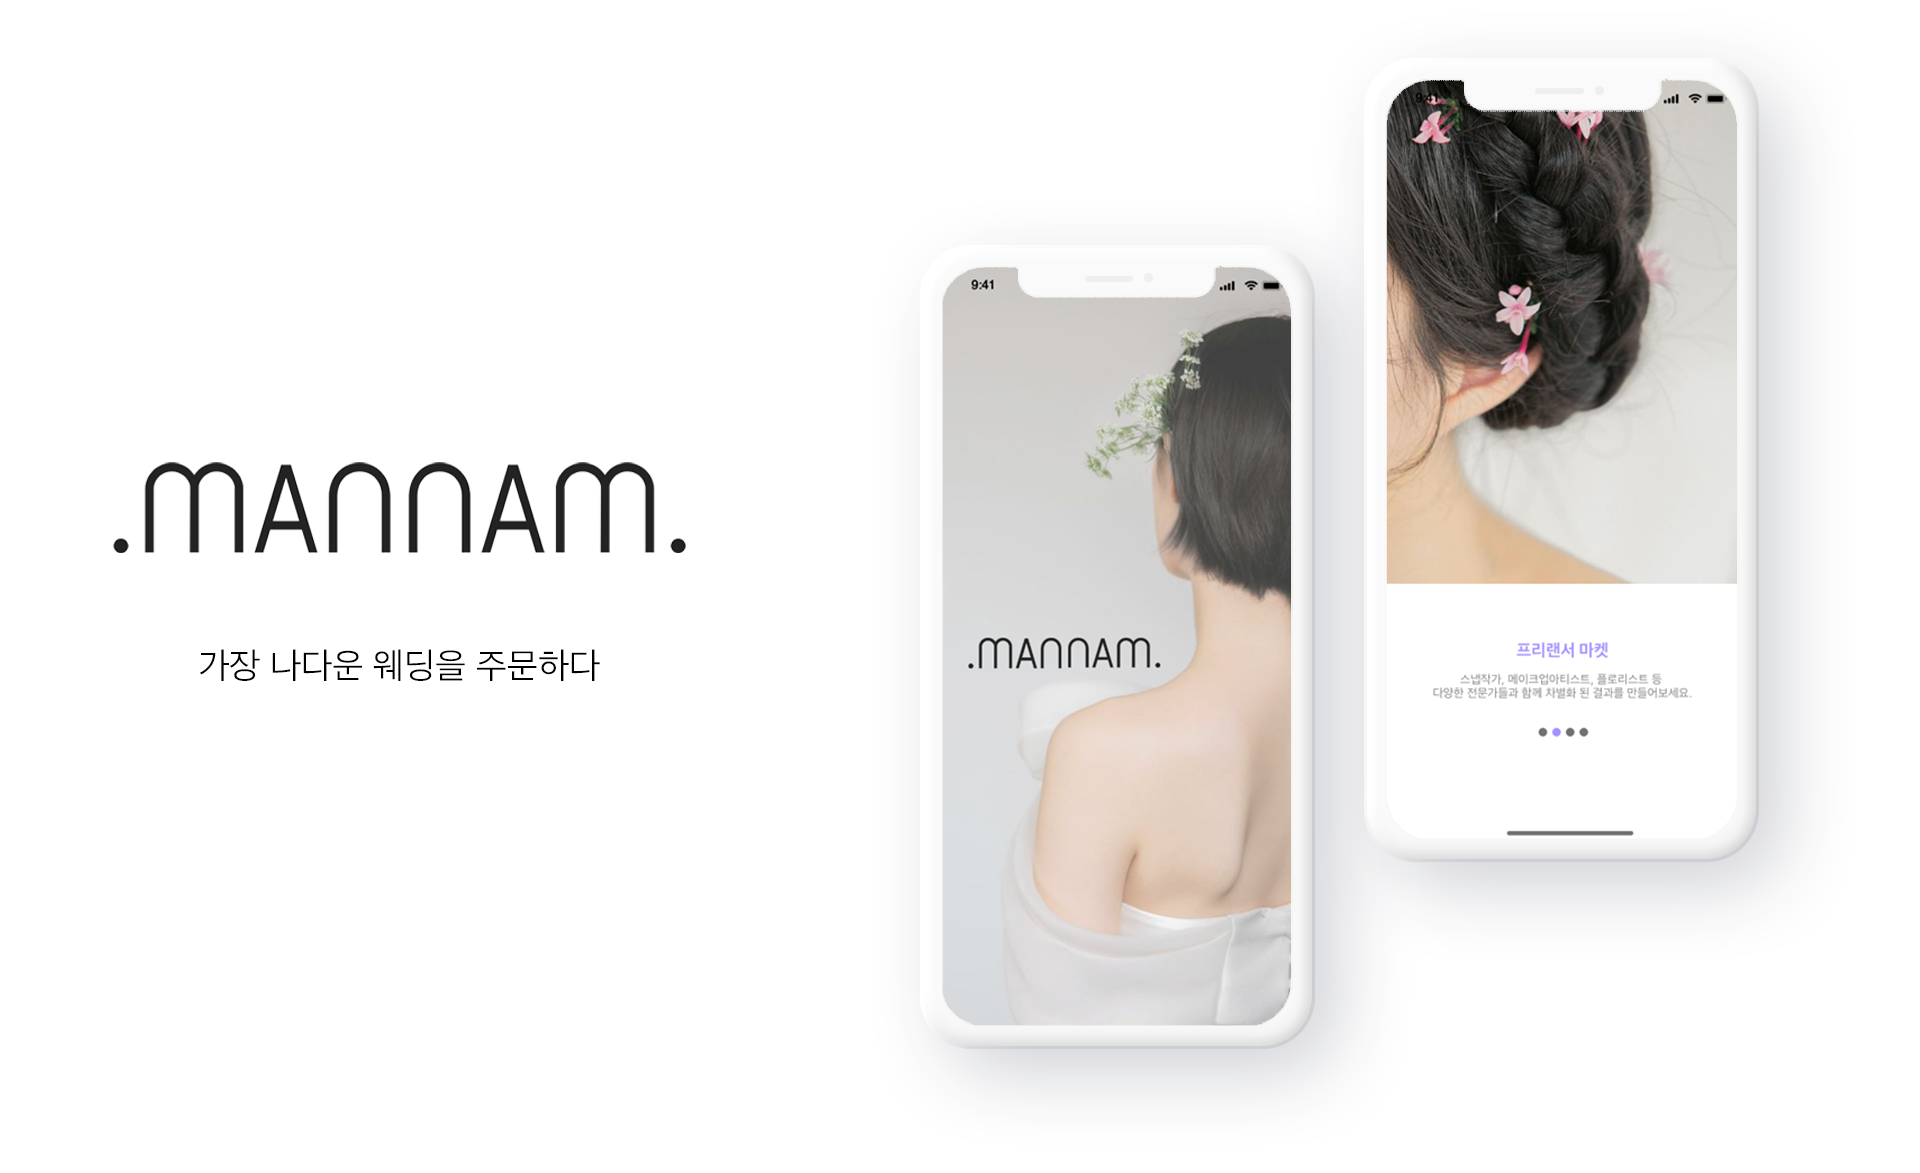 .MANNAM.
가장 나다운 웨딩을 주문하다
9:41
.MANNAM.
9:41
프리랜서 마켓
스냅작가, 메이크업아티스트, 플로리스트 등
다양한 전문가들과 함께 차별화 된 결과를 만들어보세요.